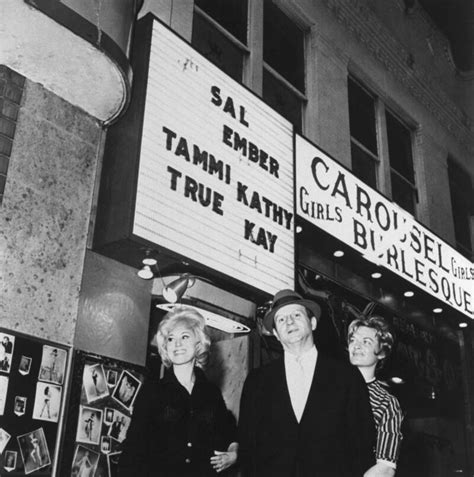 SAL
EMBER
TAMMI KATHY
TRUE KAY
CAROUSEL
GIRLS GIRLS
BURLESQUE